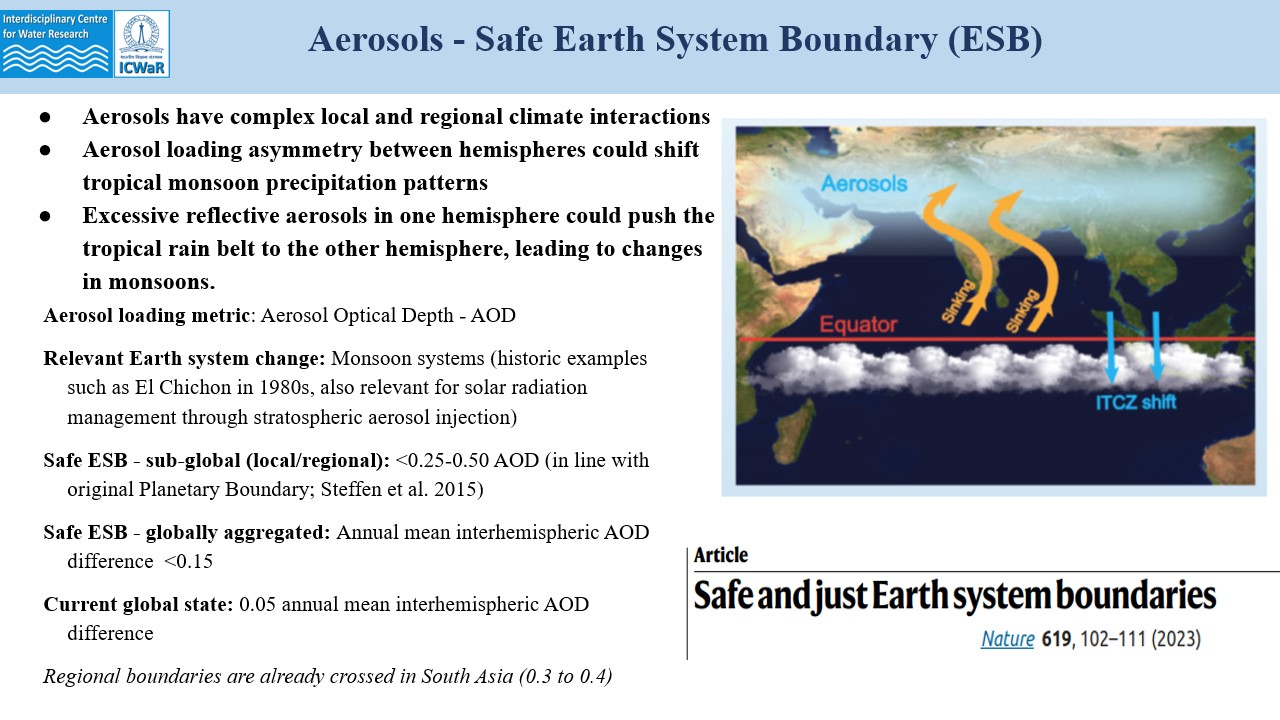 Interdisciplinary Centre
for Water Research
ICWaR
Aerosols - Safe Earth System Boundary (ESB)
● Aerosols have complex local and regional climate interactions
● Aerosol loading asymmetry between hemispheres could shift
tropical monsoon precipitation patterns
● Excessive reflective aerosols in one hemisphere could push the
tropical rain belt to the other hemisphere, leading to changes
in monsoons.
Aerosol loading metric: Aerosol Optical Depth - AOD
Relevant Earth system change: Monsoon systems (historic examples
such as El Chichon in 1980s, also relevant for solar radiation
management through stratospheric aerosol injection)
Safe ESB - sub-global (local/regional): <0.25-0.50 AOD (in line with
original Planetary Boundary; Steffen et al. 2015)
Safe ESB - globally aggregated: Annual mean interhemispheric AOD
difference <0.15
Current global state: 0.05 annual mean interhemispheric AOD
difference
Regional boundaries are already crossed in South Asia (0.3 to 0.4)
Aerosols
Sinking
Sinking
Equator
ITCZ shift
Article
Safe and just Earth system boundaries
Nature 619, 102–111 (2023)